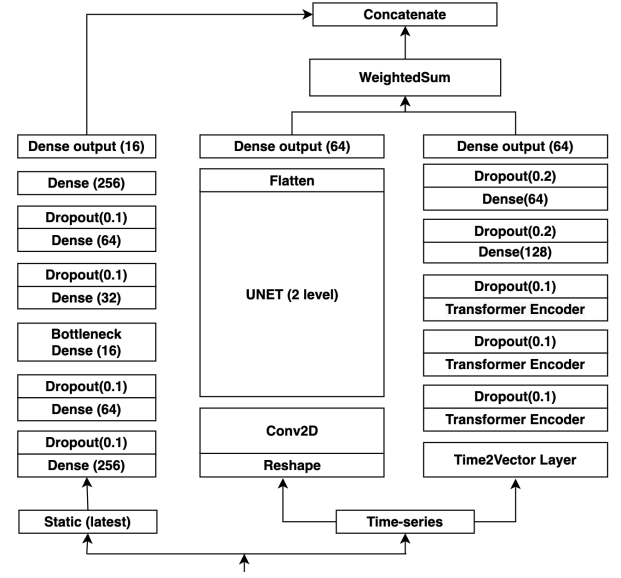 Concatenate
WeightedSum
Dense output (16)
Dense (256)
Dropout(0.1)
Dense (64)
Dropout(0.1)
Dense (32)
Bottleneck
Dense (16)
Dropout(0.1)
Dense (64)
Dropout(0.1)
Dense (256)
Static (latest)
Dense output (64)
Flatten
UNET (2 level)
Conv2D
Reshape
Dense output (64)
Dropout(0.2)
Dense(64)
Dropout(0.2)
Dense(128)
Dropout(0.1)
Transformer Encoder
Dropout(0.1)
Transformer Encoder
Dropout(0.1)
Transformer Encoder
Time2Vector Layer
Time-series